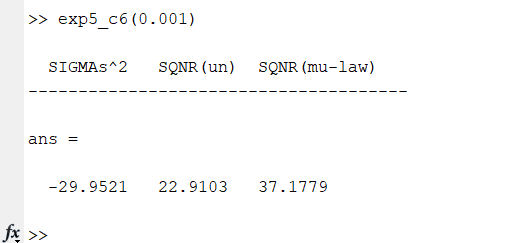 >> exp5_c6(0.001)
SIGMAs^2 SQNR(un) SQNR(mu-law)
--------------------------------------
ans =
-29.9521 22.9103 37.1779
fx >>